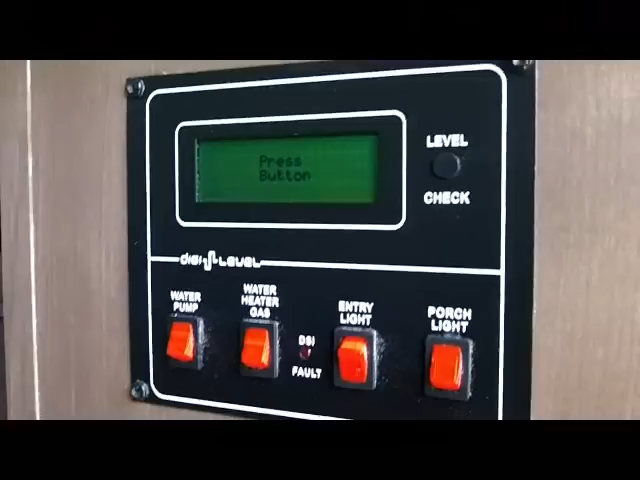 Press
Button
LEVEL
CHECK
digi LEVEL
WATER
PUMP
WATER
HEATER
GAS
DSI
FAULT
ENTRY
LIGHT
PORCH
LIGHT